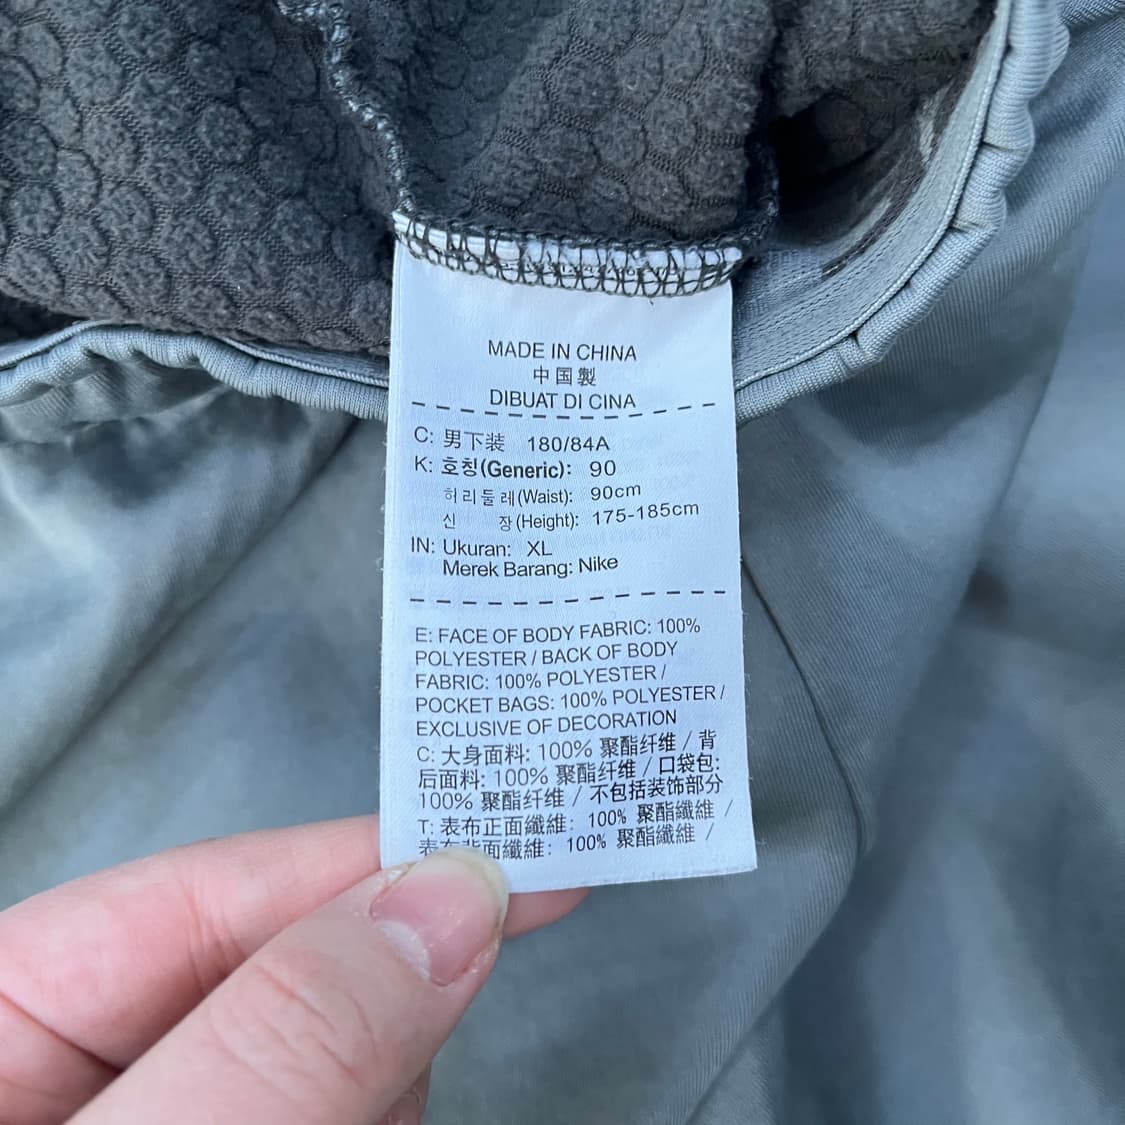 MADE IN CHINA
中国製
DIBUAT DI CINA
C: 男下装 180/84A
K: 호칭(Generic): 90
허리둘레(Waist): 90cm
신 장(Height): 175-185cm
IN: Ukuran: XL
Merek Barang: Nike
E: FACE OF BODY FABRIC: 100%
POLYESTER / BACK OF BODY
FABRIC: 100% POLYESTER /
POCKET BAGS: 100% POLYESTER /
EXCLUSIVE OF DECORATION
C: 大身面料: 100% 聚酯纤维 / 背
后面料: 100% 聚酯纤维 / 口袋包:
100% 聚酯纤维 / 不包括装饰部分
T: 表布正面纖維: 100% 聚酯纖維 /
表布背面纖維: 100% 聚酯纖維 /